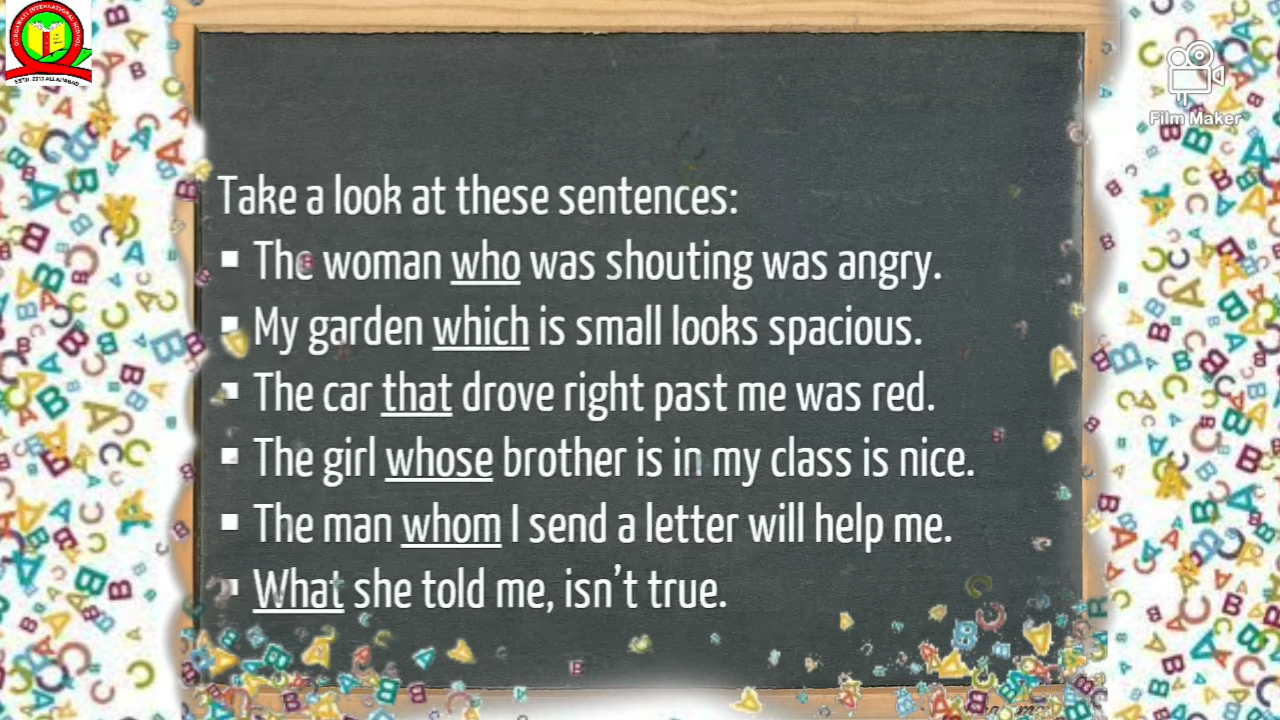 Film Maker
Take a look at these sentences:
▪ The woman who was shouting was angry.
▪ My garden which is small looks spacious.
▪ The car that drove right past me was red.
▪ The girl whose brother is in my class is nice.
▪ The man whom I send a letter will help me.
▪ What she told me, isn't true.